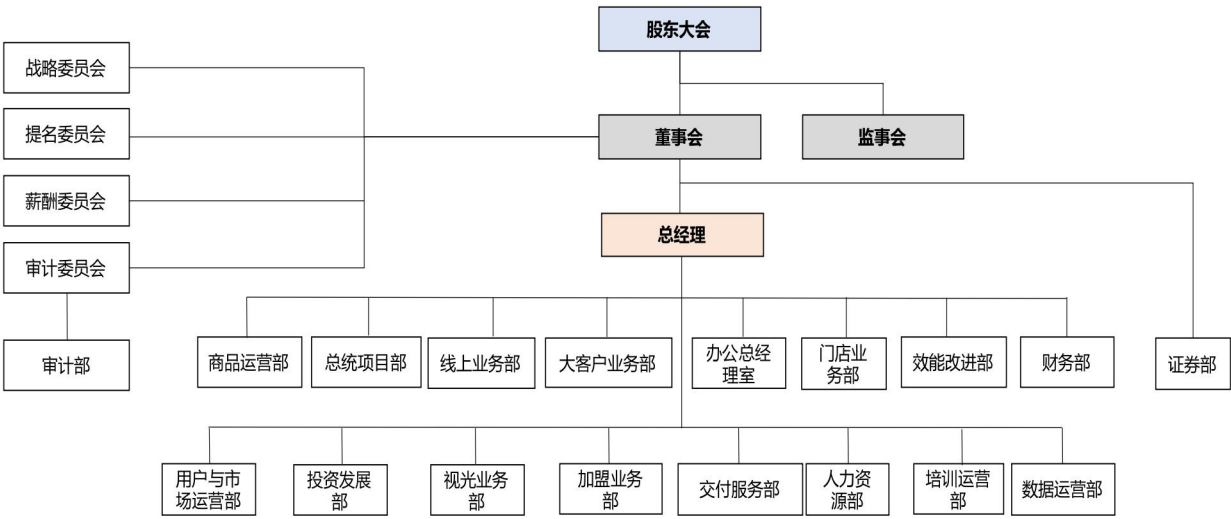 股东大会
战略委员会
提名委员会
董事会
监事会
薪酬委员会
总经理
审计委员会
商品运营部
总统项目部
线上业务部
大客户业务部
办公总经
理室
门店业
务部
效能改进部
财务部
证券部
审计部
用户与市
场运营部
投资发展
部
视光业务
部
加盟业务
部
交付服务部
人力资
源部
培训运营
部
数据运营部